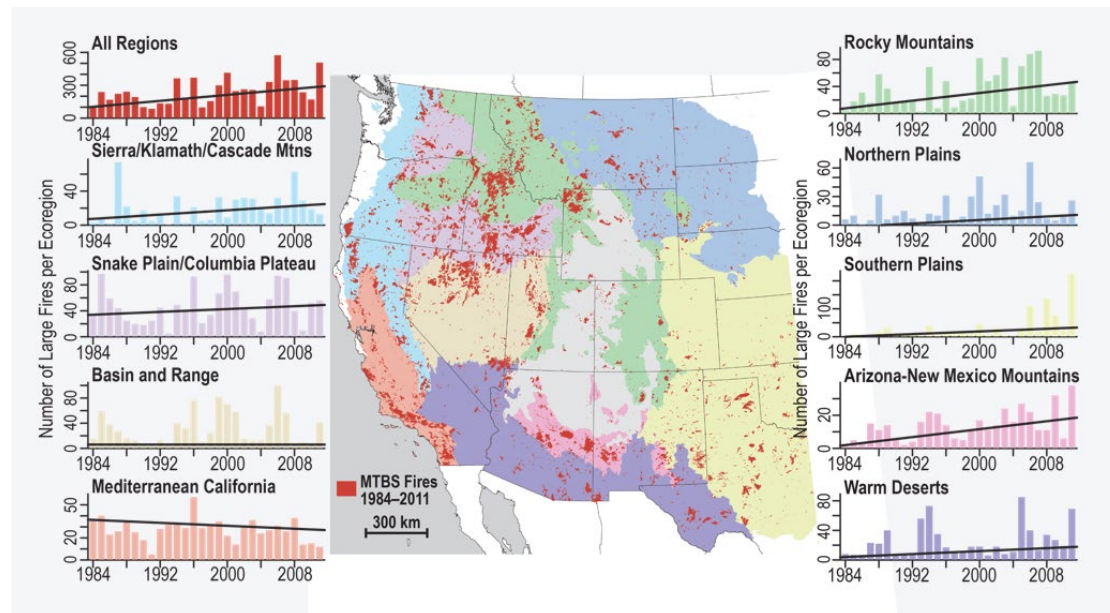 Number of Large Fires per Ecoregion
All Regions
600
300
0
1984 1992 2000 2008
Sierra/Klamath/Cascade Mtns
40
0
1984 1992 2000 2008
Snake Plain/Columbia Plateau
80
40
0
1984 1992 2000 2008
Basin and Range
80
40
0
1984 1992 2000 2008
Mediterranean California
50
20
0
1984 1992 2000 2008
MTBS Fires
1984–2011
300 km
Number of Large Fires per Ecoregion
Rocky Mountains
80
40
0
1984 1992 2000 2008
Northern Plains
60
30
0
1984 1992 2000 2008
Southern Plains
100
0
1984 1992 2000 2008
Arizona-New Mexico Mountains
20
0
1984 1992 2000 2008
Warm Deserts
80
40
0
1984 1992 2000 2008